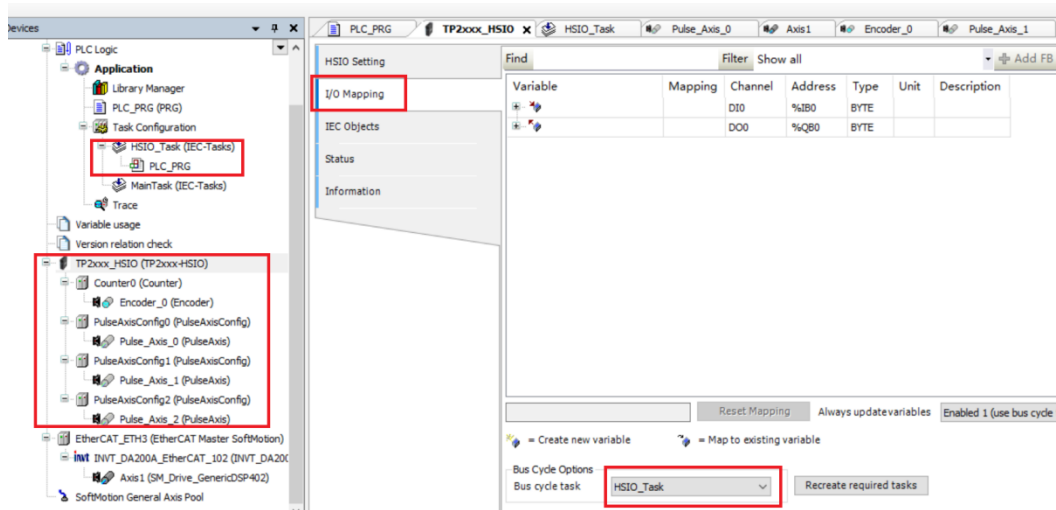 Devices
PLC_PRG
TP2xxx_HSIO
HSIO_Task
Pulse_Axis_0
Axis1
Encoder_0
Pulse_Axis_1
PLC Logic
Application
Library Manager
PLC_PRG (PRG)
Task Configuration
HSIO_Task (IEC-Tasks)
PLC_PRG
MainTask (IEC-Tasks)
Trace
Variable usage
Version relation check
TP2xxx_HSIO (TP2xxx-HSIO)
Counter0 (Counter)
Encoder_0 (Encoder)
PulseAxisConfig0 (PulseAxisConfig)
Pulse_Axis_0 (PulseAxis)
PulseAxisConfig1 (PulseAxisConfig)
Pulse_Axis_1 (PulseAxis)
PulseAxisConfig2 (PulseAxisConfig)
Pulse_Axis_2 (PulseAxis)
EtherCAT_ETH3 (EtherCAT Master SoftMotion)
invt INVT_DA200A_EtherCAT_102 (INVT_DA200
Axis1 (SM_Drive_GenericDSP402)
SoftMotion General Axis Pool
HSIO Setting
I/O Mapping
IEC Objects
Status
Information
Find Filter Show all Add FB
Variable Mapping Channel Address Type Unit Description
DI0 %IB0 BYTE
DO0 %QB0 BYTE
Reset Mapping Always update variables Enabled 1 (use bus cycle
= Create new variable = Map to existing variable
Bus Cycle Options
Bus cycle task HSIO_Task Recreate required tasks